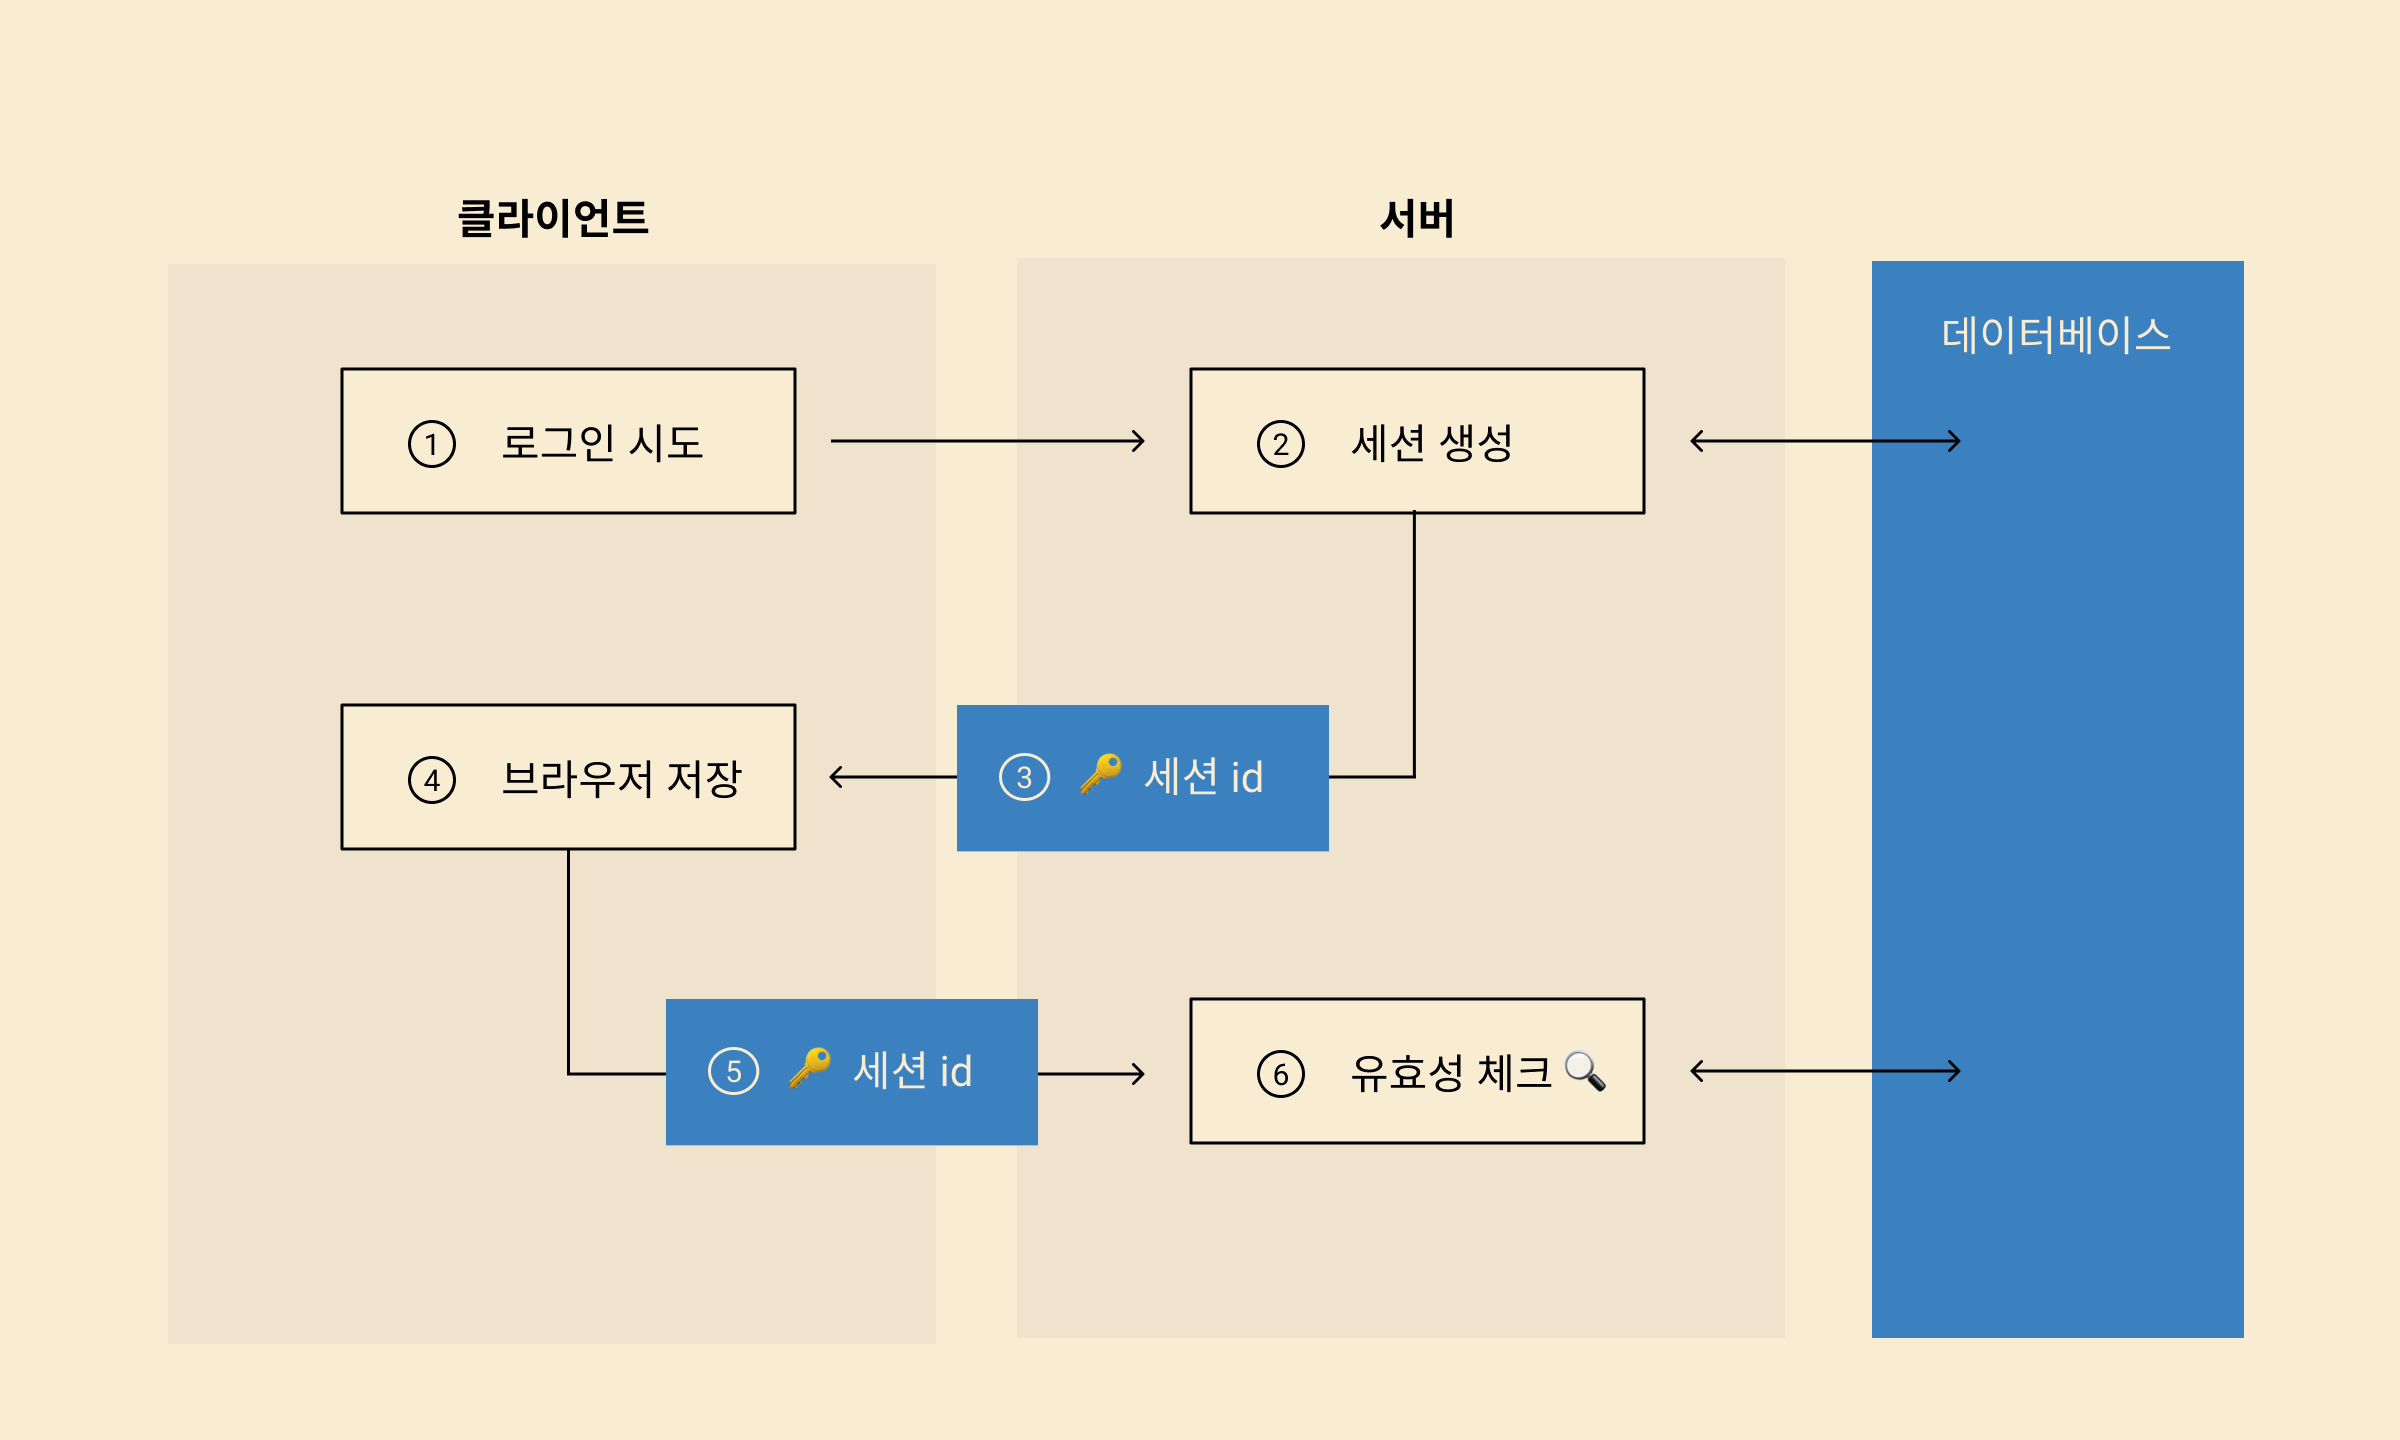 클라이언트
서버
데이터베이스
① 로그인 시도
② 세션 생성
③ 🔑 세션 id
④ 브라우저 저장
⑤ 🔑 세션 id
⑥ 유효성 체크 🔍